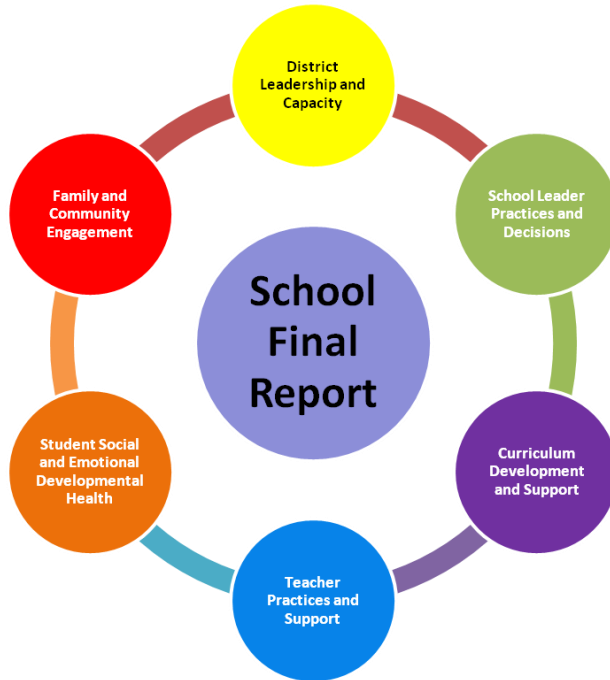 District
Leadership and
Capacity
School Leader
Practices and
Decisions
Curriculum
Development
and Support
Teacher
Practices and
Support
Student Social
and Emotional
Developmental
Health
Family and
Community
Engagement
School
Final
Report